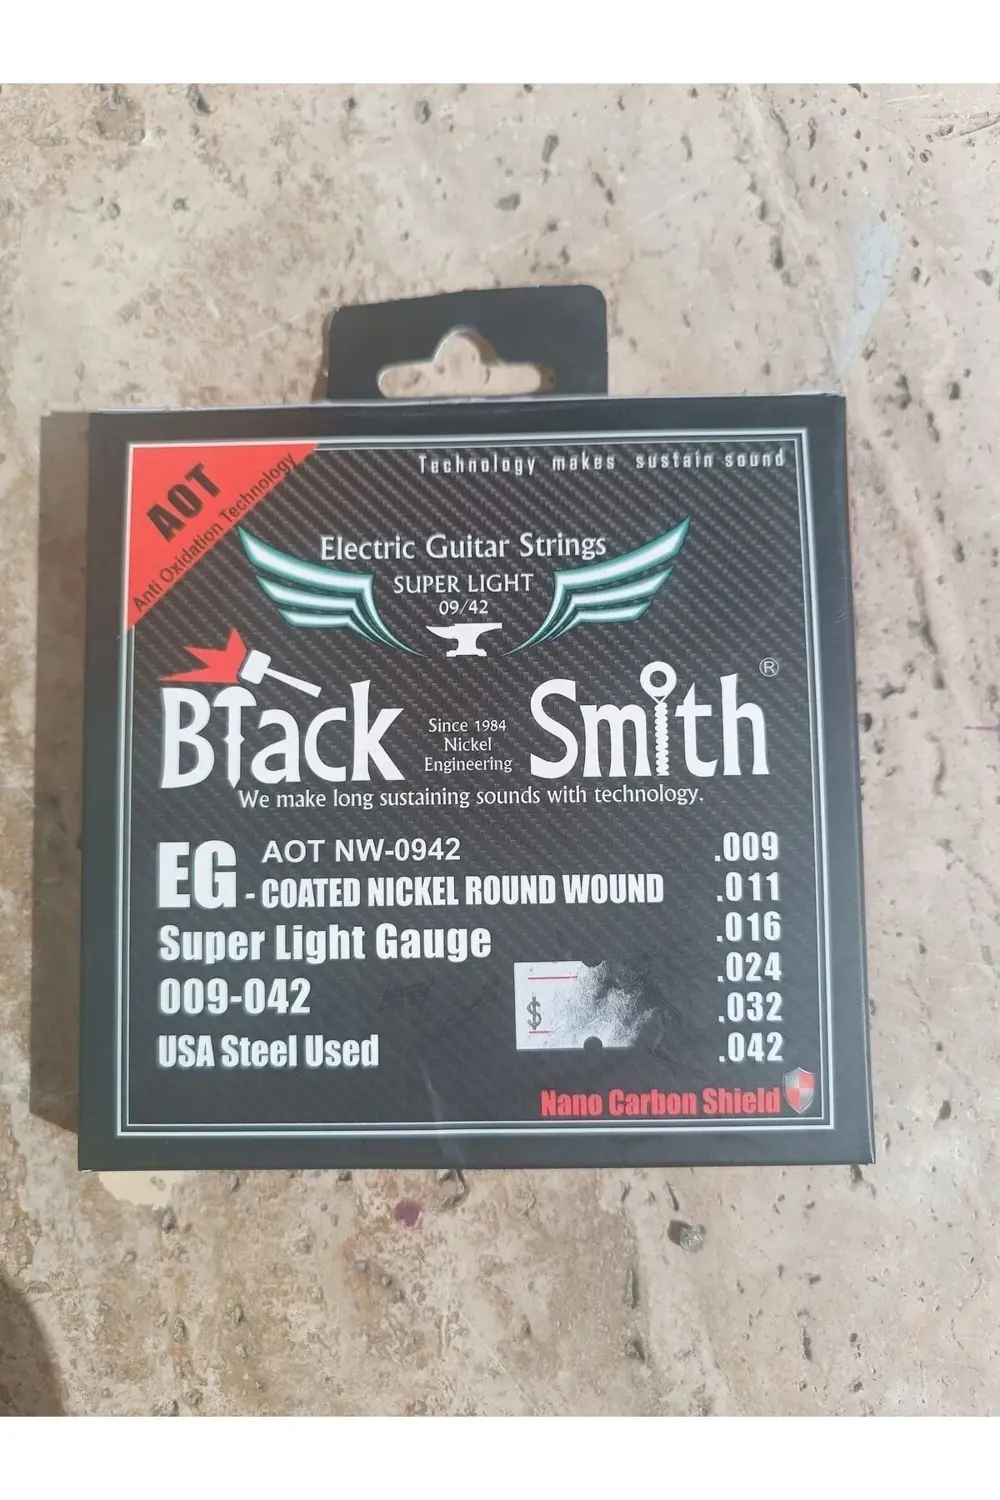 AOT
Anti Oxidation Technology
Technology makes sustain sound
Electric Guitar Strings
SUPER LIGHT
09/42
Black Smith ®
Since 1984
Nickel
Engineering
We make long sustaining sounds with technology.
EG AOT NW-0942
- COATED NICKEL ROUND WOUND
Super Light Gauge
009-042
USA Steel Used
.009
.011
.016
.024
.032
.042
$
Nano Carbon Shield